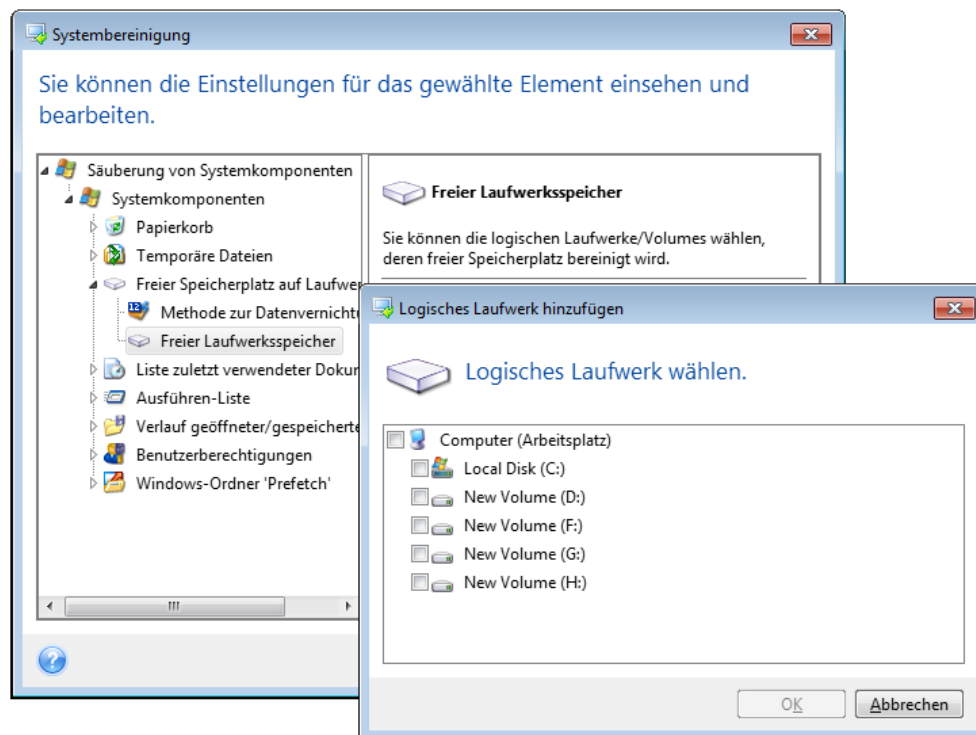 Systembereinigung
Sie können die Einstellungen für das gewählte Element einsehen und
bearbeiten.
Säuberung von Systemkomponenten
Systemkomponenten
Papierkorb
Temporäre Dateien
Freier Speicherplatz auf Laufwer
Methode zur Datenvernichtu
Freier Laufwerksspeicher
Liste zuletzt verwendeter Dokur
Ausführen-Liste
Verlauf geöffneter/gespeicherte
Benutzerberechtigungen
Windows-Ordner 'Prefetch'
Freier Laufwerksspeicher
Sie können die logischen Laufwerke/Volumes wählen,
deren freier Speicherplatz bereinigt wird.
Logisches Laufwerk hinzufügen
Logisches Laufwerk wählen.
Computer (Arbeitsplatz)
Local Disk (C:)
New Volume (D:)
New Volume (F:)
New Volume (G:)
New Volume (H:)
OK
Abbrechen